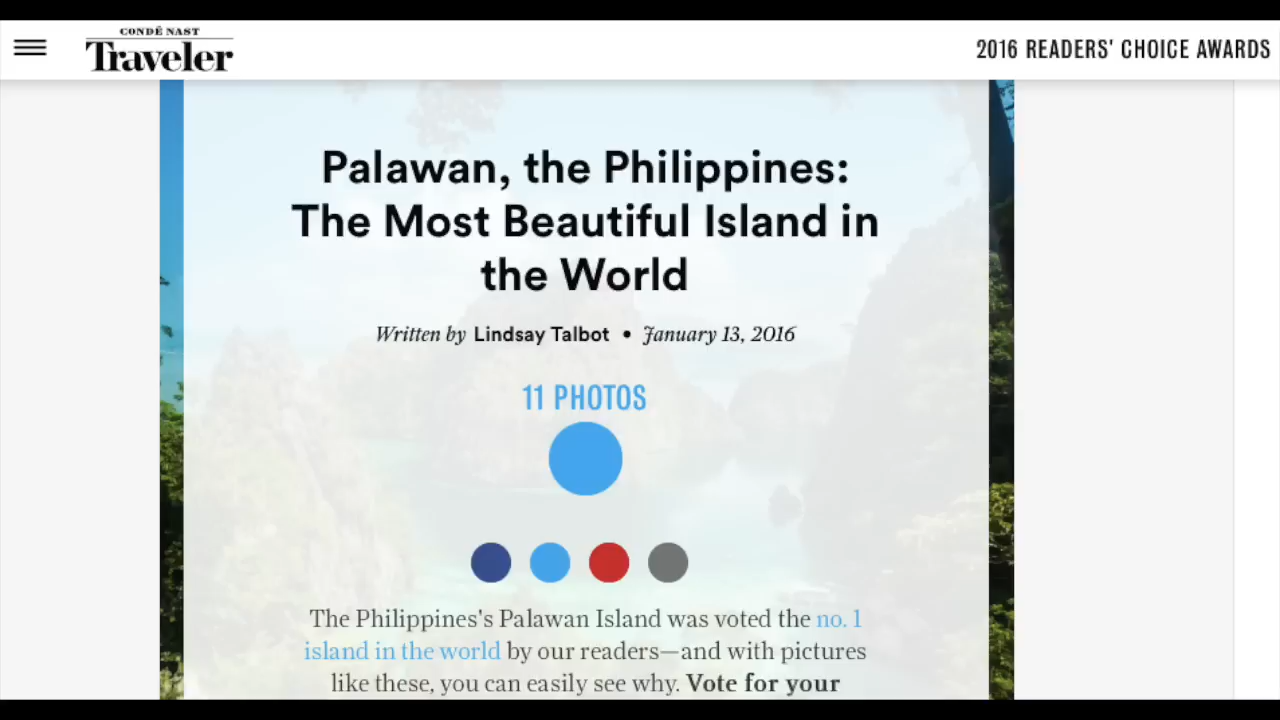 CONDÉ NAST
Traveler
2016 READERS' CHOICE AWARDS
Palawan, the Philippines:
The Most Beautiful Island in
the World
Written by Lindsay Talbot • January 13, 2016
11 PHOTOS
The Philippines's Palawan Island was voted the no. 1
island in the world by our readers—and with pictures
like these, you can easily see why. Vote for your